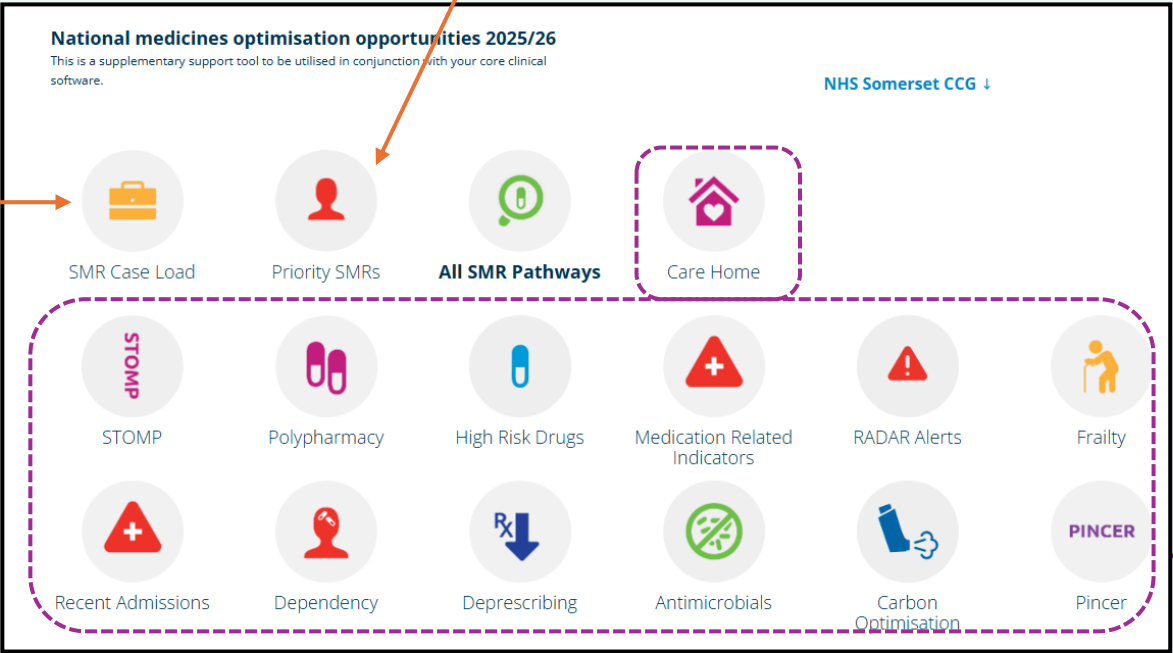 National medicines optimisation opportunities 2025/26
This is a supplementary support tool to be utilised in conjunction with your core clinical
software.
NHS Somerset CCG ↓
SMR Case Load
Priority SMRs
All SMR Pathways
Care Home
STOMP
STOMP
Polypharmacy
High Risk Drugs
Medication Related
Indicators
RADAR Alerts
Frailty
Rx
PINCER
Recent Admissions
Dependency
Deprescribing
Antimicrobials
Carbon
Optimisation
Pincer